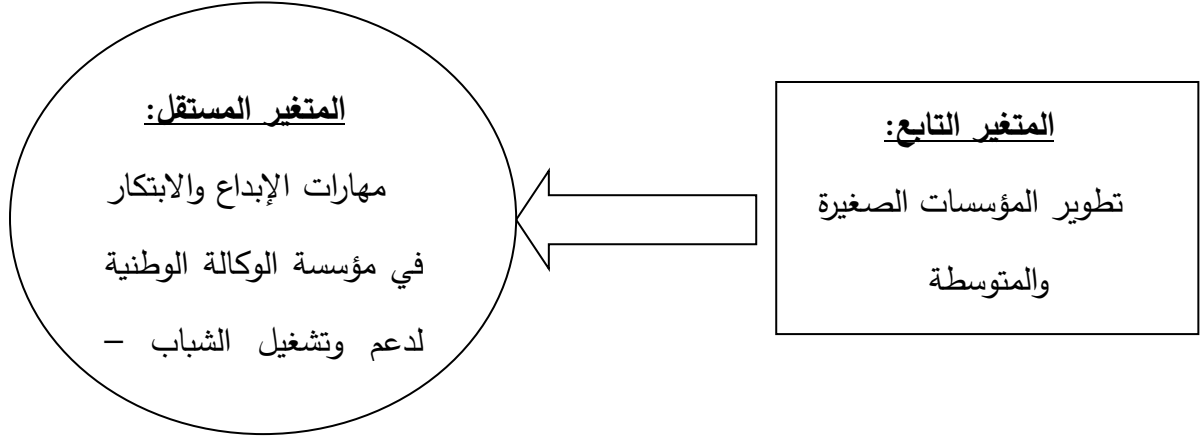 المتغير التابع:
تطوير المؤسسات الصغيرة
والمتوسطة
المتغير المستقل:
مهارات الإبداع والابتكار
في مؤسسة الوكالة الوطنية
لدعم وتشغيل الشباب –